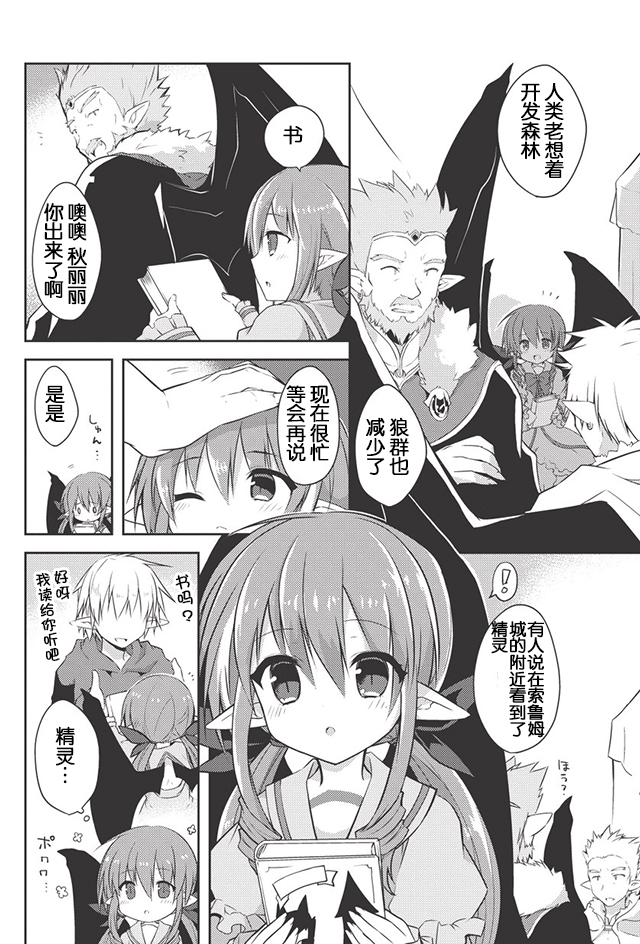 人类老想着
开发森林
狼群也
减少了
书
噢噢 秋丽丽
你出来了啊
现在很忙
等会再说
是是
しゅん…
!
有人说在索鲁姆
城的附近看到了
精灵
ほう?
书吗?
好呀
我读给你听吧
精灵…
ポワワ…